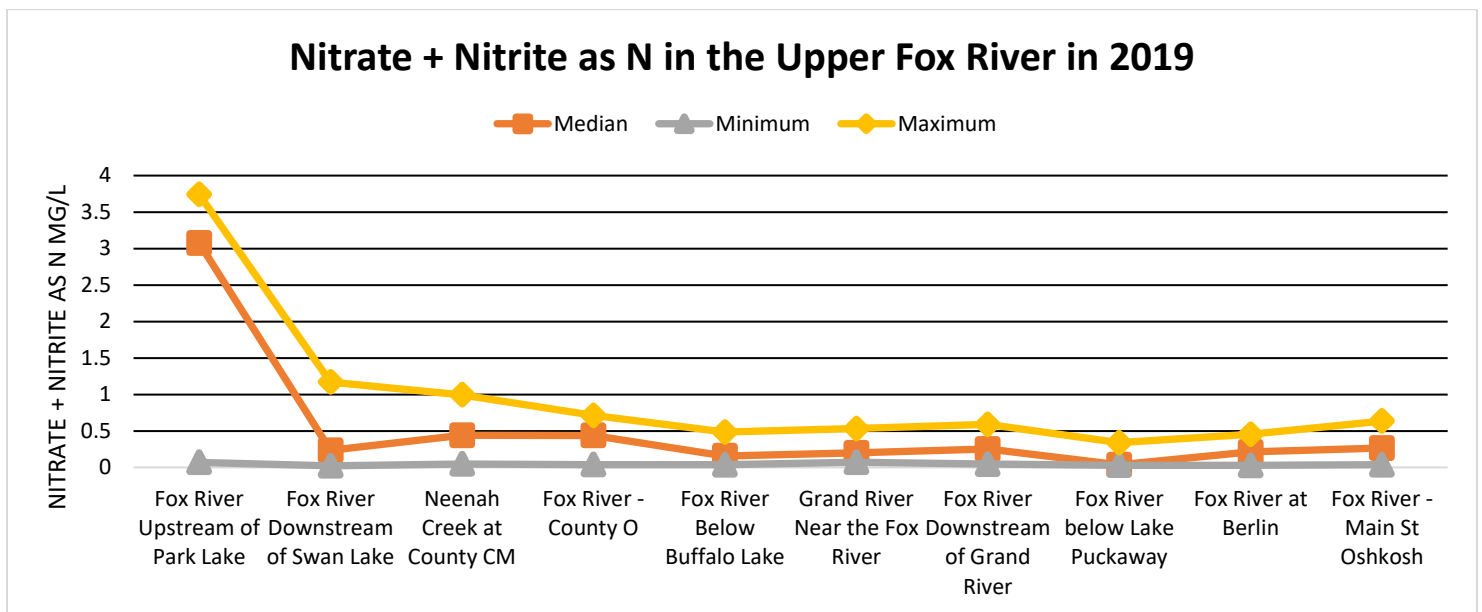 Nitrate + Nitrite as N in the Upper Fox River in 2019
Median Minimum Maximum
NITRATE + NITRITE AS N MG/L
4
3.5
3
2.5
2
1.5
1
0.5
0
Fox River
Upstream of
Park Lake
Fox River
Downstream
of Swan Lake
Neenah
Creek at
County CM
Fox River -
County O
Fox River
Below
Buffalo Lake
Grand River
Near the Fox
River
Fox River
Downstream
of Grand
River
Fox River
below Lake
Puckaway
Fox River at
Berlin
Fox River -
Main St
Oshkosh